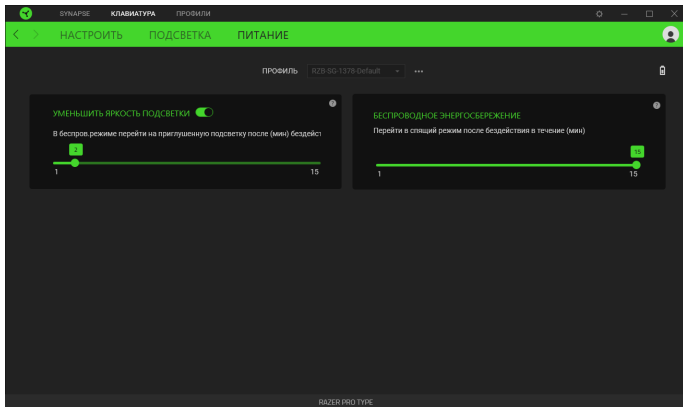 SYNAPSE КЛАВИАТУРА ПРОФИЛИ
НАСТРОИТЬ ПОДСВЕТКА ПИТАНИЕ
ПРОФИЛЬ RZB-SG-1378-Default
УМЕНЬШИТЬ ЯРКОСТЬ ПОДСВЕТКИ
В беспров.режиме перейти на приглушенную подсветку после (мин) бездейст
2
1 15
БЕСПРОВОДНОЕ ЭНЕРГОСБЕРЕЖЕНИЕ
Перейти в спящий режим после бездействия в течение (мин)
15
1 15
RAZER PRO TYPE